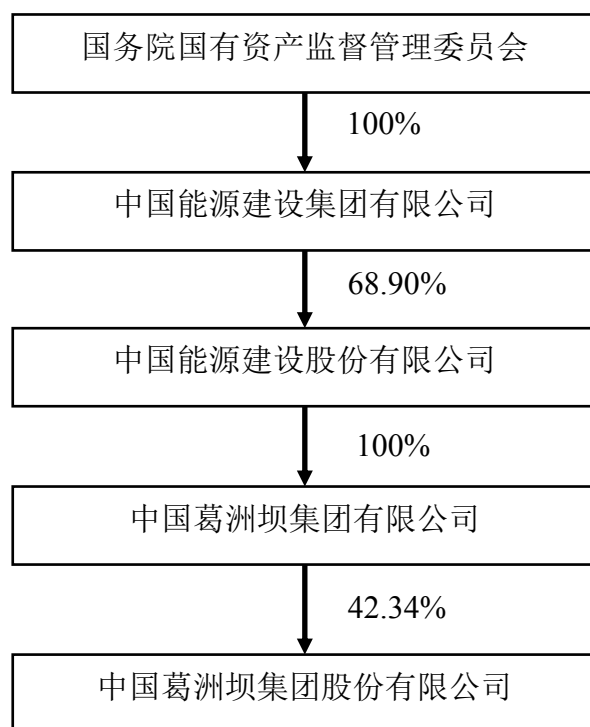 国务院国有资产监督管理委员会
100%
中国能源建设集团有限公司
68.90%
中国能源建设股份有限公司
100%
中国葛洲坝集团有限公司
42.34%
中国葛洲坝集团股份有限公司